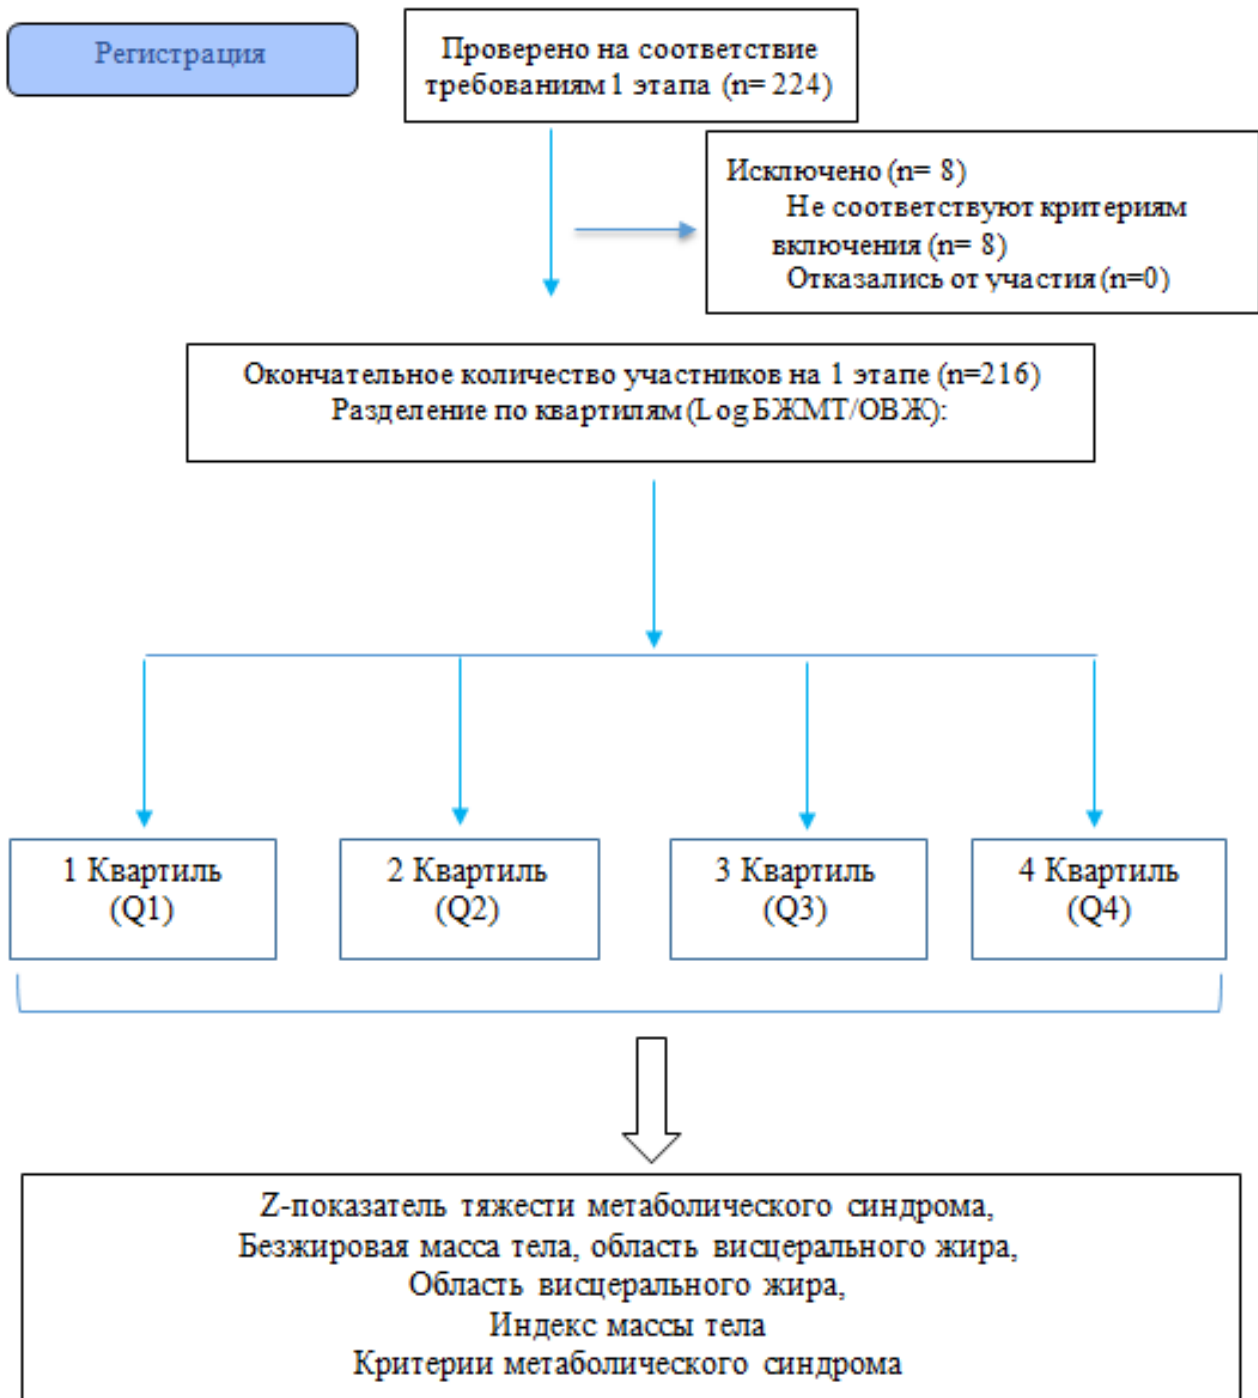 Регистрация
Проверено на соответствие
требованиям 1 этапа (n= 224)
Исключено (n= 8)
Не соответствуют критериям
включения (n= 8)
Отказались от участия (n=0)
Окончательное количество участников на 1 этапе (n=216)
Разделение по квартилям (Log БЖМТ/ОВЖ):
1 Квартиль
(Q1)
2 Квартиль
(Q2)
3 Квартиль
(Q3)
4 Квартиль
(Q4)
Z-показатель тяжести метаболического синдрома,
Безжировая масса тела, область висцерального жира,
Область висцерального жира,
Индекс массы тела
Критерии метаболического синдрома